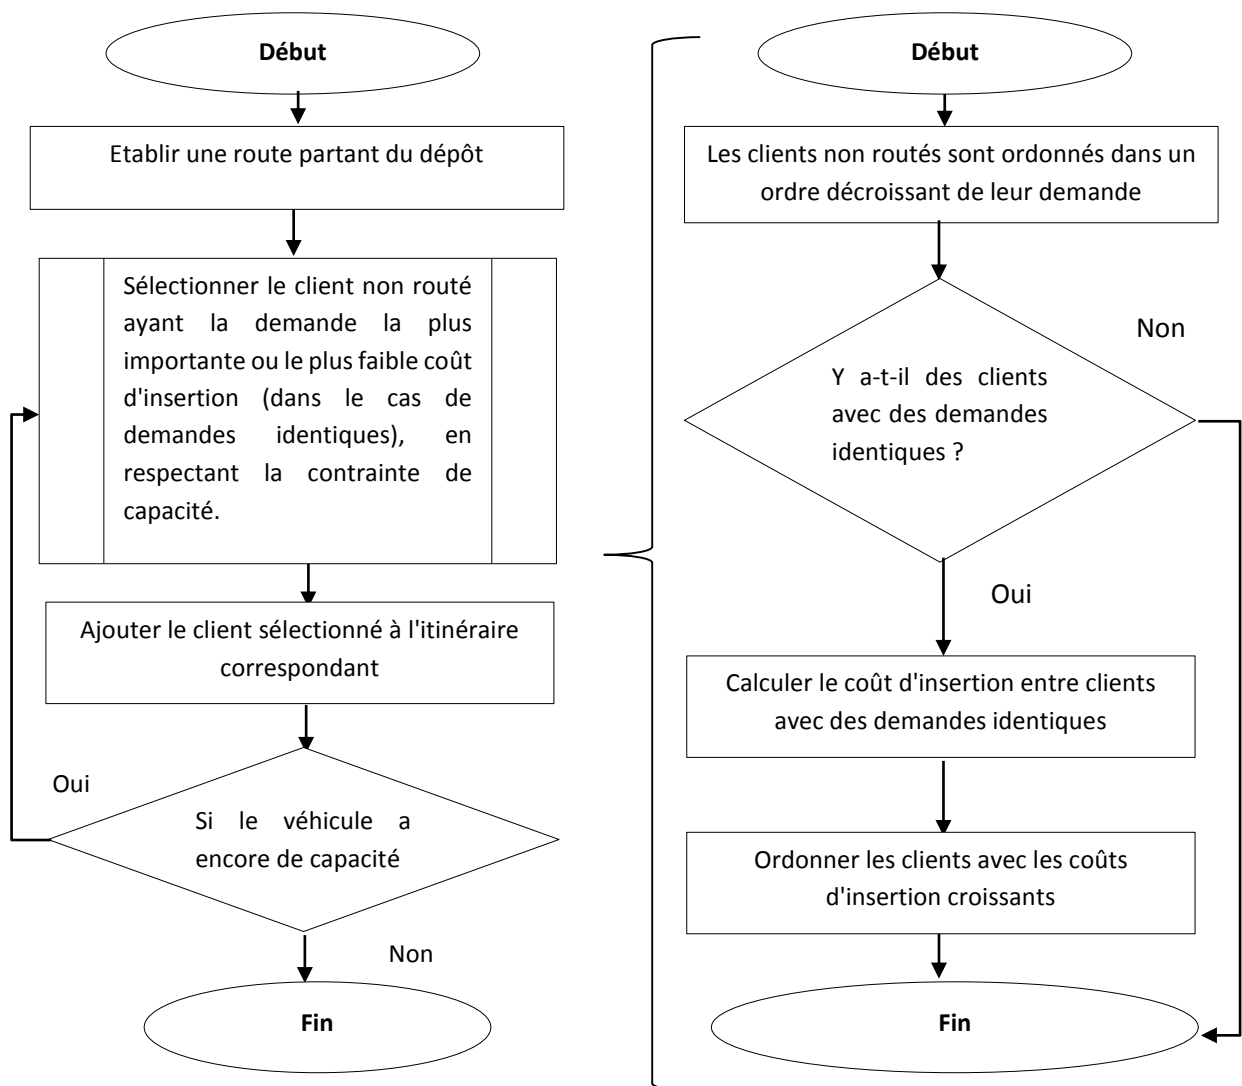 Début
Etablir une route partant du dépôt
Sélectionner le client non routé
ayant la demande la plus
importante ou le plus faible coût
d'insertion (dans le cas de
demandes identiques), en
respectant la contrainte de
capacité.
Ajouter le client sélectionné à l'itinéraire
correspondant
Oui
Si le véhicule a
encore de capacité
Non
Fin
Début
Les clients non routés sont ordonnés dans un
ordre décroissant de leur demande
Non
Y a-t-il des clients
avec des demandes
identiques ?
Oui
Calculer le coût d'insertion entre clients
avec des demandes identiques
Ordonner les clients avec les coûts
d'insertion croissants
Fin